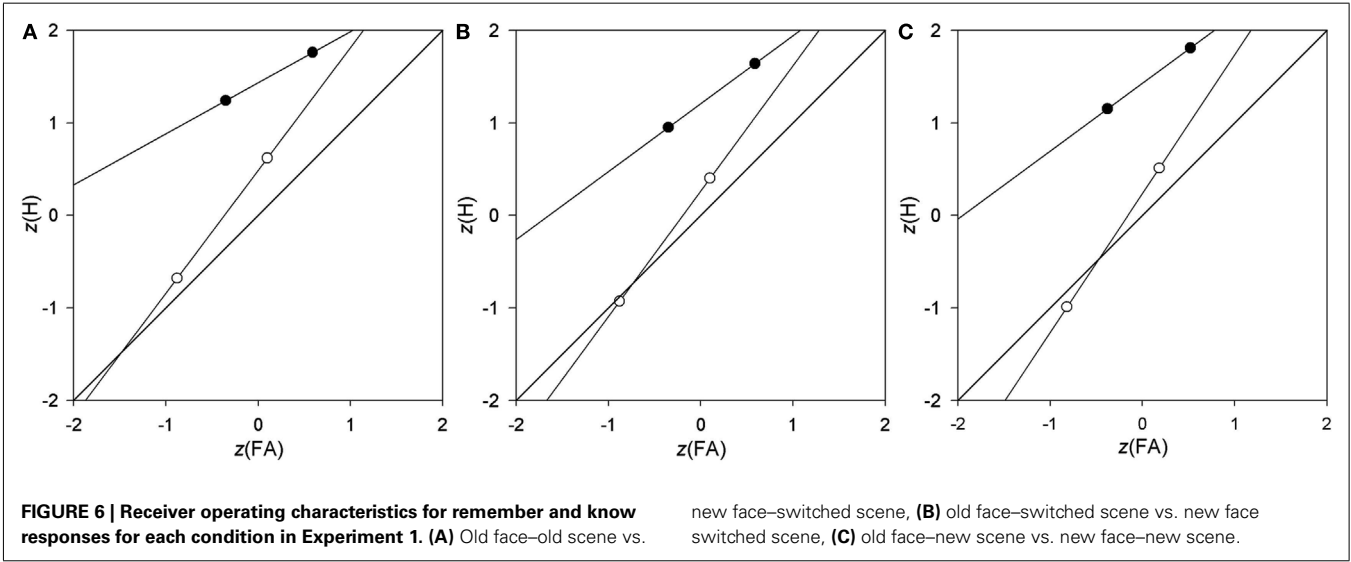 A
2
1
0
-1
-2
z(H)
-2
-1
0
1
2
z(FA)
B
2
1
0
-1
-2
z(H)
-2
-1
0
1
2
z(FA)
C
2
1
0
-1
-2
z(H)
-2
-1
0
1
2
z(FA)
FIGURE 6 | Receiver operating characteristics for remember and know
responses for each condition in Experiment 1. (A) Old face–old scene vs.
new face–switched scene, (B) old face–switched scene vs. new face
switched scene, (C) old face–new scene vs. new face–new scene.